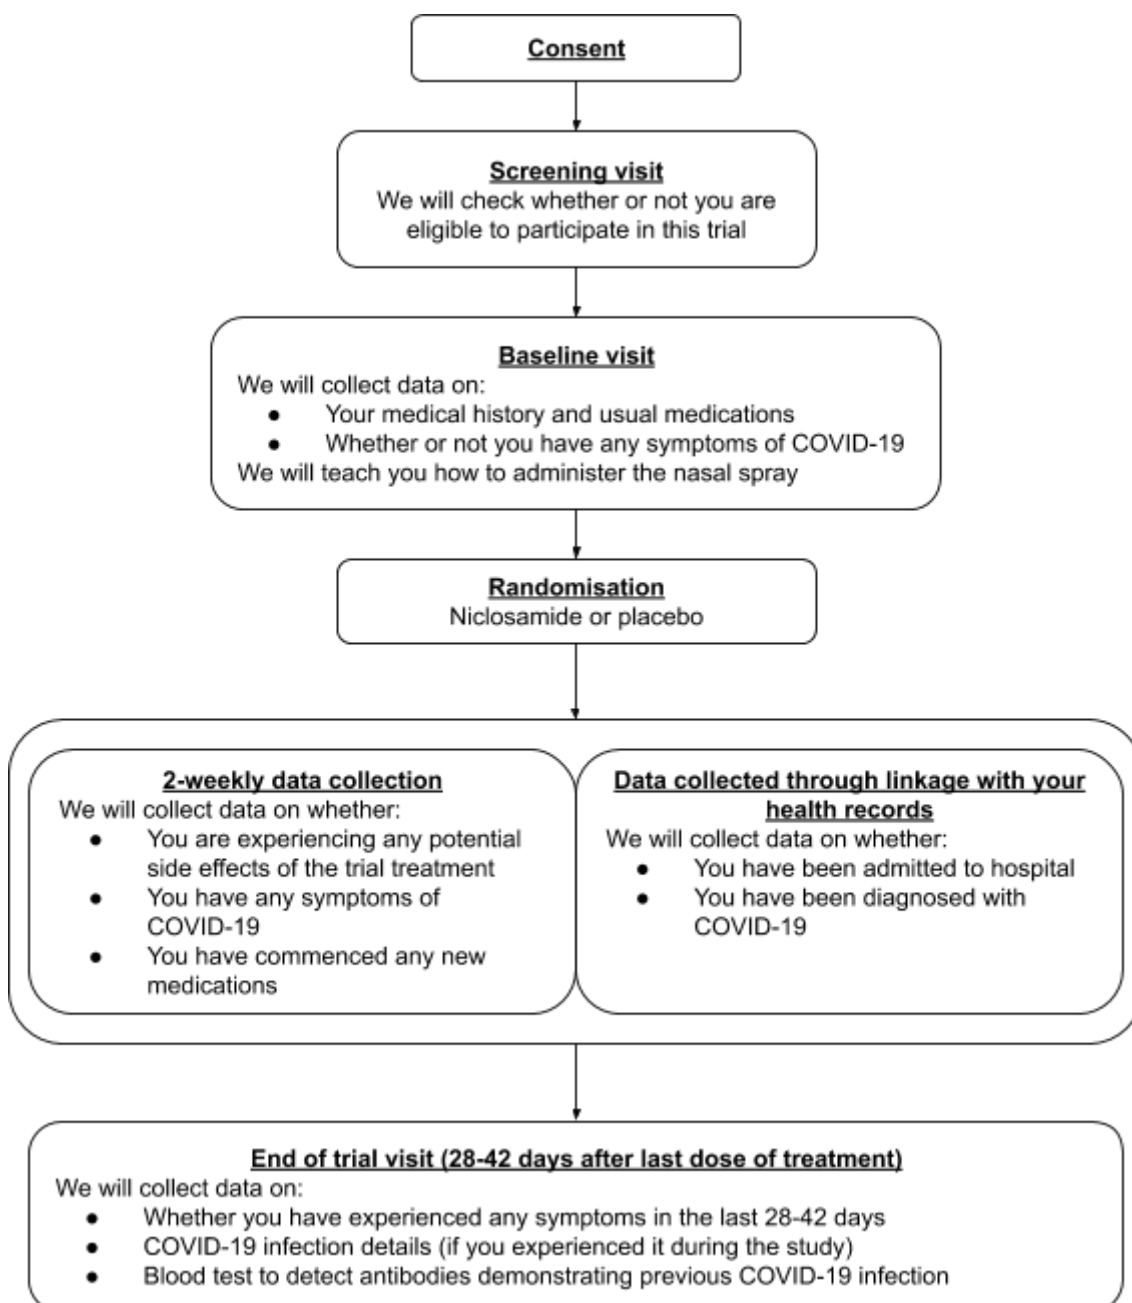 Consent
Screening visit
We will check whether or not you are
eligible to participate in this trial
Baseline visit
We will collect data on:
● Your medical history and usual medications
● Whether or not you have any symptoms of COVID-19
We will teach you how to administer the nasal spray
Randomisation
Niclosamide or placebo
2-weekly data collection
We will collect data on whether:
● You are experiencing any potential
side effects of the trial treatment
● You have any symptoms of
COVID-19
● You have commenced any new
medications
Data collected through linkage with your
health records
We will collect data on whether:
● You have been admitted to hospital
● You have been diagnosed with
COVID-19
End of trial visit (28-42 days after last dose of treatment)
We will collect data on:
● Whether you have experienced any symptoms in the last 28-42 days
● COVID-19 infection details (if you experienced it during the study)
● Blood test to detect antibodies demonstrating previous COVID-19 infection